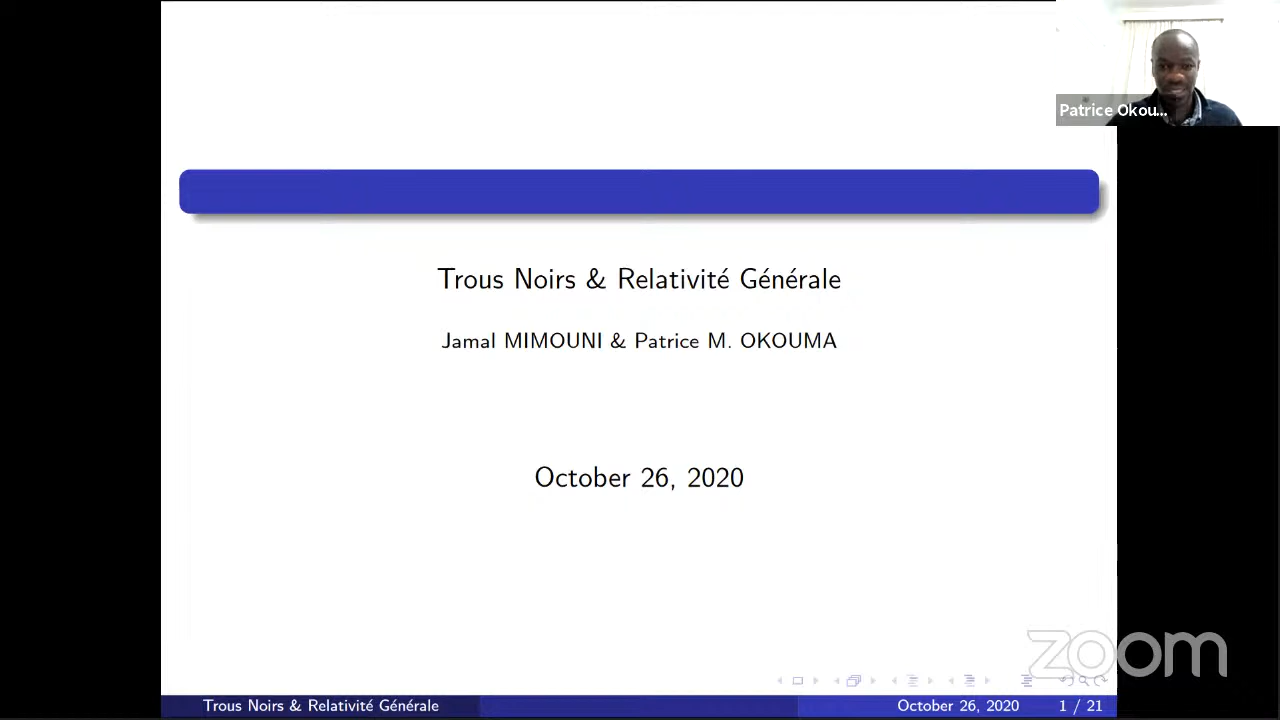 Patrice Okou...
Trous Noirs & Relativité Générale
Jamal MIMOUNI & Patrice M. OKOUMA
October 26, 2020
zoom
Trous Noirs & Relativité Générale
October 26, 2020
1 / 21